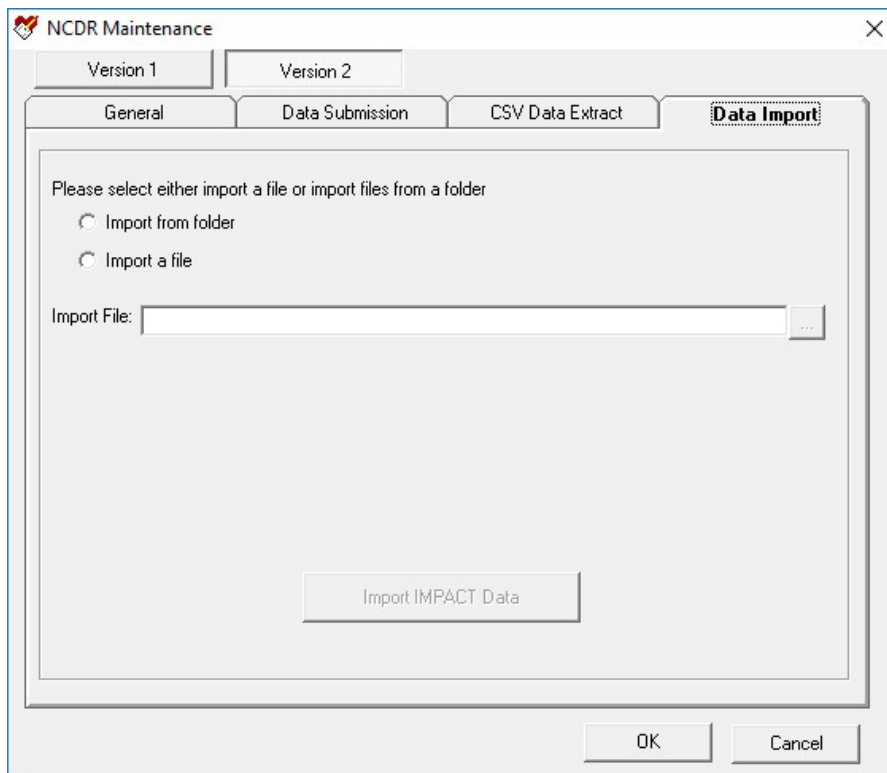 NCDR Maintenance
Version 1 Version 2
General Data Submission CSV Data Extract Data Import
Please select either import a file or import files from a folder
Import from folder
Import a file
Import File: ...
Import IMPACT Data
OK Cancel